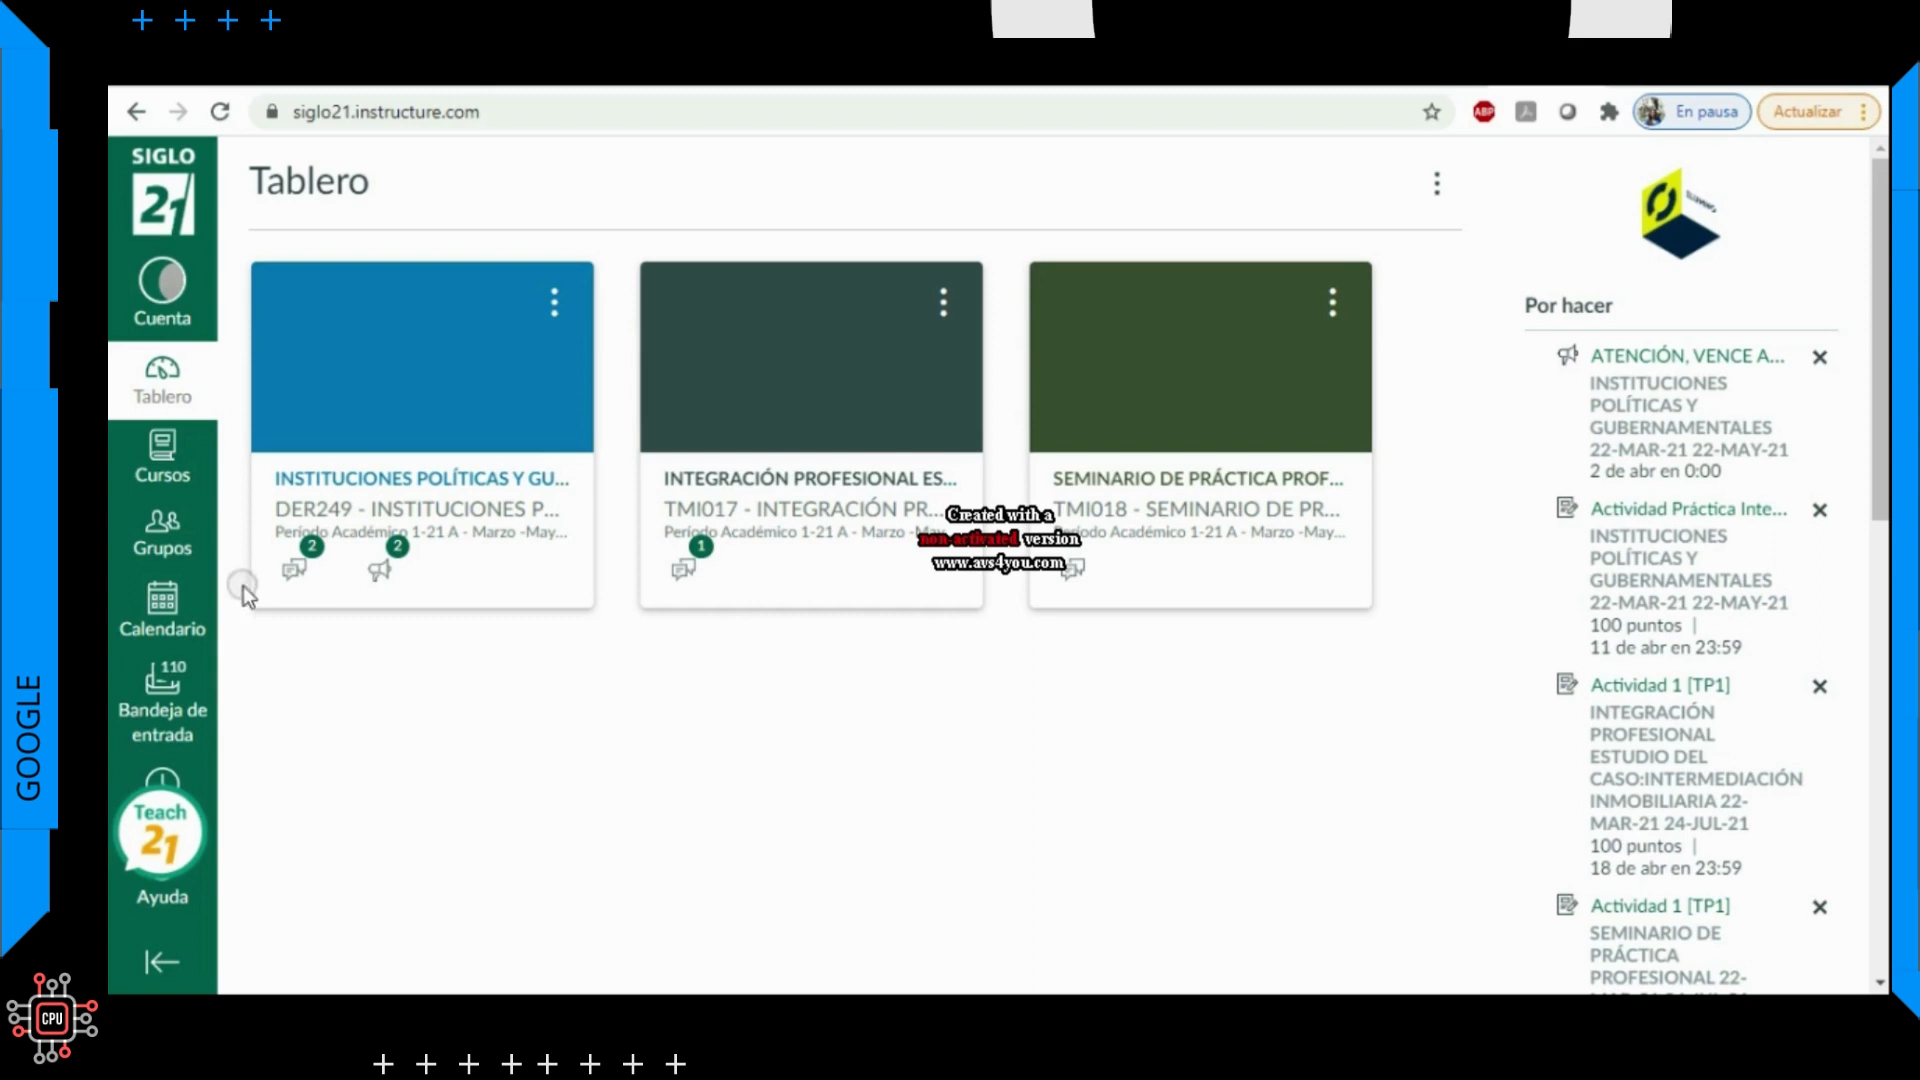 siglo21.instructure.com
ABP
En pausa
Actualizar
SIGLO
21
Cuenta
Tablero
Cursos
Grupos
Calendario
110
Bandeja de
entrada
Teach
21
Ayuda
Tablero
INSTITUCIONES POLÍTICAS Y GU...
DER249 - INSTITUCIONES P...
Período Académico 1-21 A - Marzo -May...
2
2
INTEGRACIÓN PROFESIONAL ES...
TMI017 - INTEGRACIÓN PR...
Período Académico 1-21 A - Marzo -May...
1
SEMINARIO DE PRÁCTICA PROF...
TMI018 - SEMINARIO DE PR...
Período Académico 1-21 A - Marzo -May...
Created with a
non-activated version
www.avs4you.com
Por hacer
ATENCIÓN, VENCE A...
INSTITUCIONES
POLÍTICAS Y
GUBERNAMENTALES
22-MAR-21 22-MAY-21
2 de abr en 0:00
Actividad Práctica Inte...
INSTITUCIONES
POLÍTICAS Y
GUBERNAMENTALES
22-MAR-21 22-MAY-21
100 puntos |
11 de abr en 23:59
Actividad 1 [TP1]
INTEGRACIÓN
PROFESIONAL
ESTUDIO DEL
CASO:INTERMEDIACIÓN
INMOBILIARIA 22-
MAR-21 24-JUL-21
100 puntos |
18 de abr en 23:59
Actividad 1 [TP1]
SEMINARIO DE
PRÁCTICA
PROFESIONAL 22-
GOOGLE
CPU